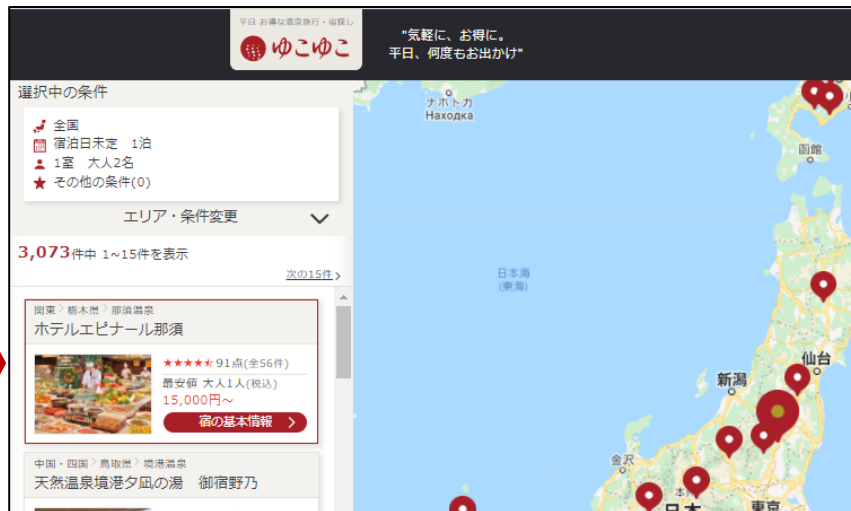 平日 お得な温泉旅行・宿探し
ゆこゆこ
"気軽に、お得に。
平日、何度もお出かけ"
選択中の条件
全国
宿泊日未定 1泊
1室 大人2名
その他の条件(0)
エリア・条件変更
3,073件中 1~15件を表示
次の15件
関東 > 栃木県 > 那須温泉
ホテルエピナール那須
91点(全56件)
最安値 大人1人(税込)
15,000円~
宿の基本情報
中国・四国 > 鳥取県 > 境港温泉
天然温泉境港夕凪の湯 御宿野乃
ナホトカ
Находка
函館
日本海
(東海)
仙台
新潟
金沢
日本
東京